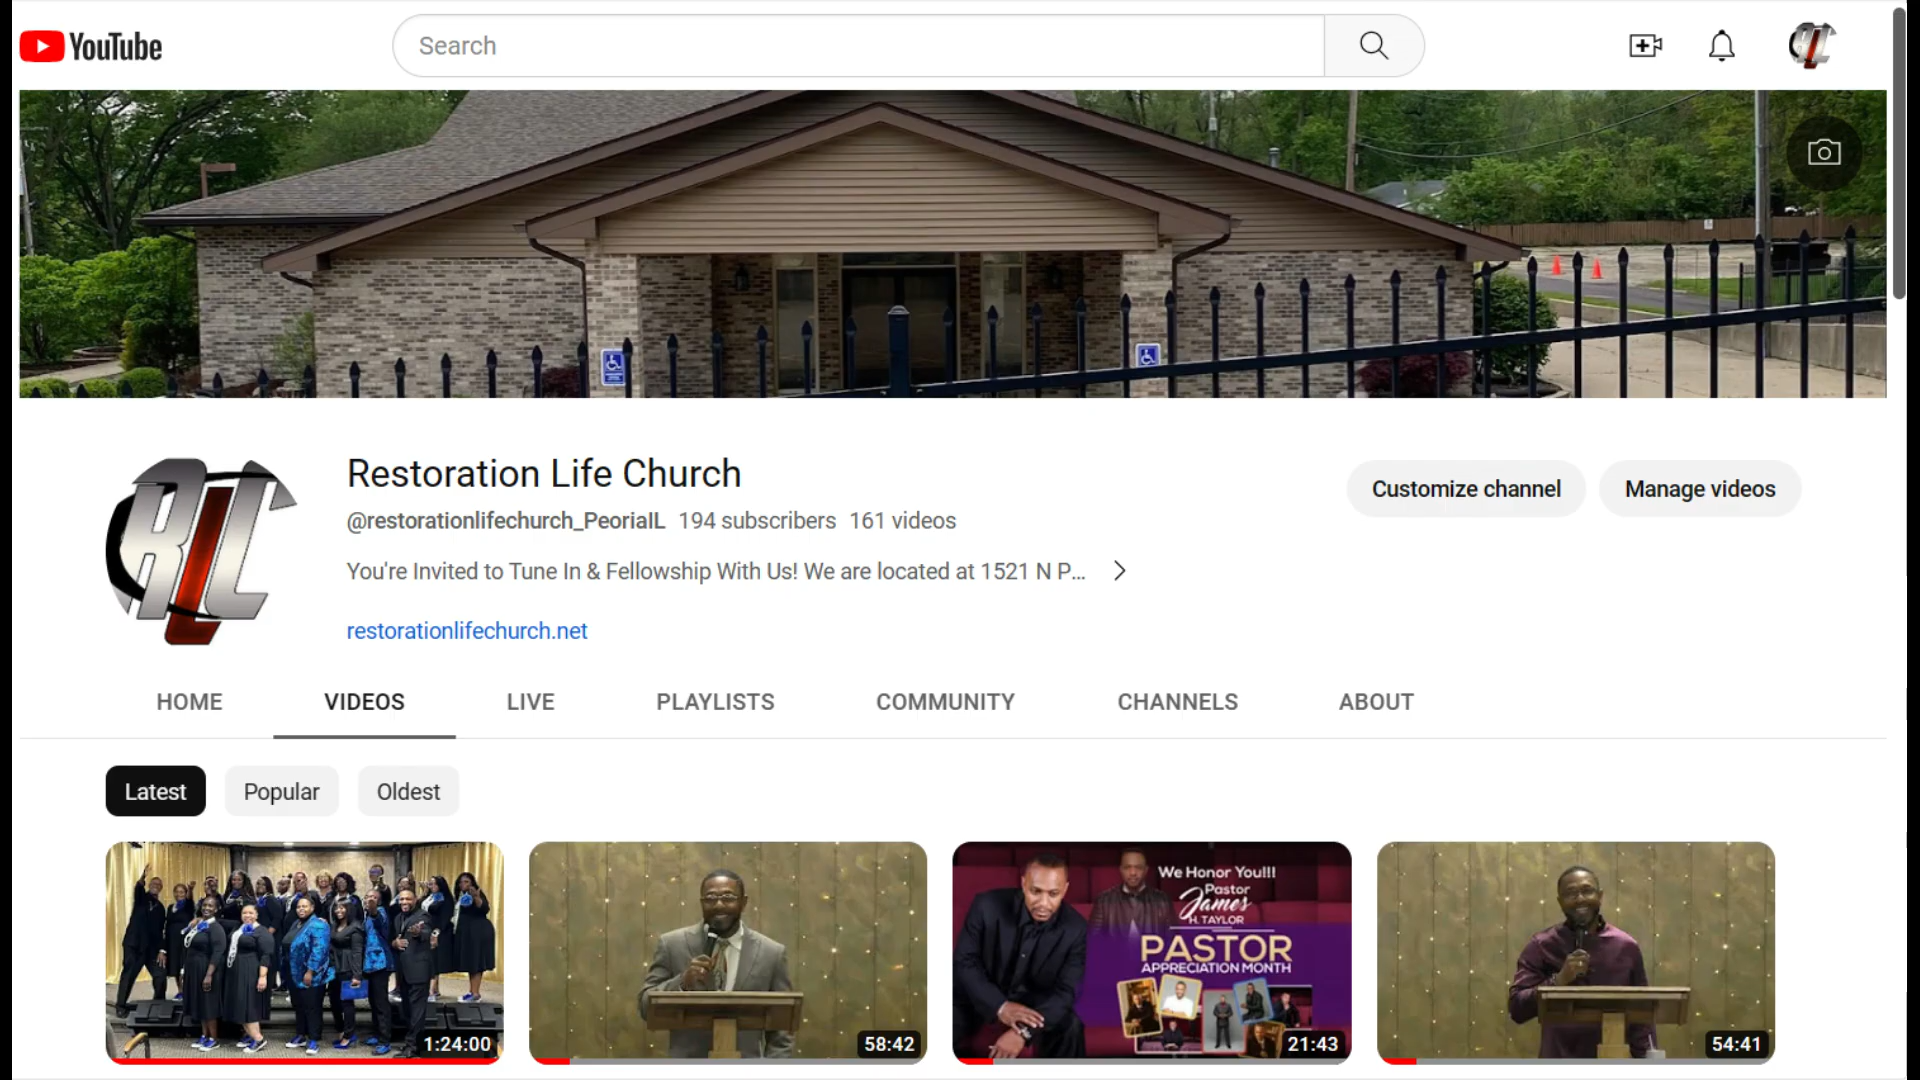 YouTube
Search
RLC
Restoration Life Church
@restorationlifechurch_PeoriaIL 194 subscribers 161 videos
You're Invited to Tune In & Fellowship With Us! We are located at 1521 N P...
restorationlifechurch.net
Customize channel
Manage videos
HOME
VIDEOS
LIVE
PLAYLISTS
COMMUNITY
CHANNELS
ABOUT
Latest
Popular
Oldest
1:24:00
58:42
We Honor You!!!
Pastor
James
H. TAYLOR
PASTOR
APPRECIATION MONTH
21:43
54:41